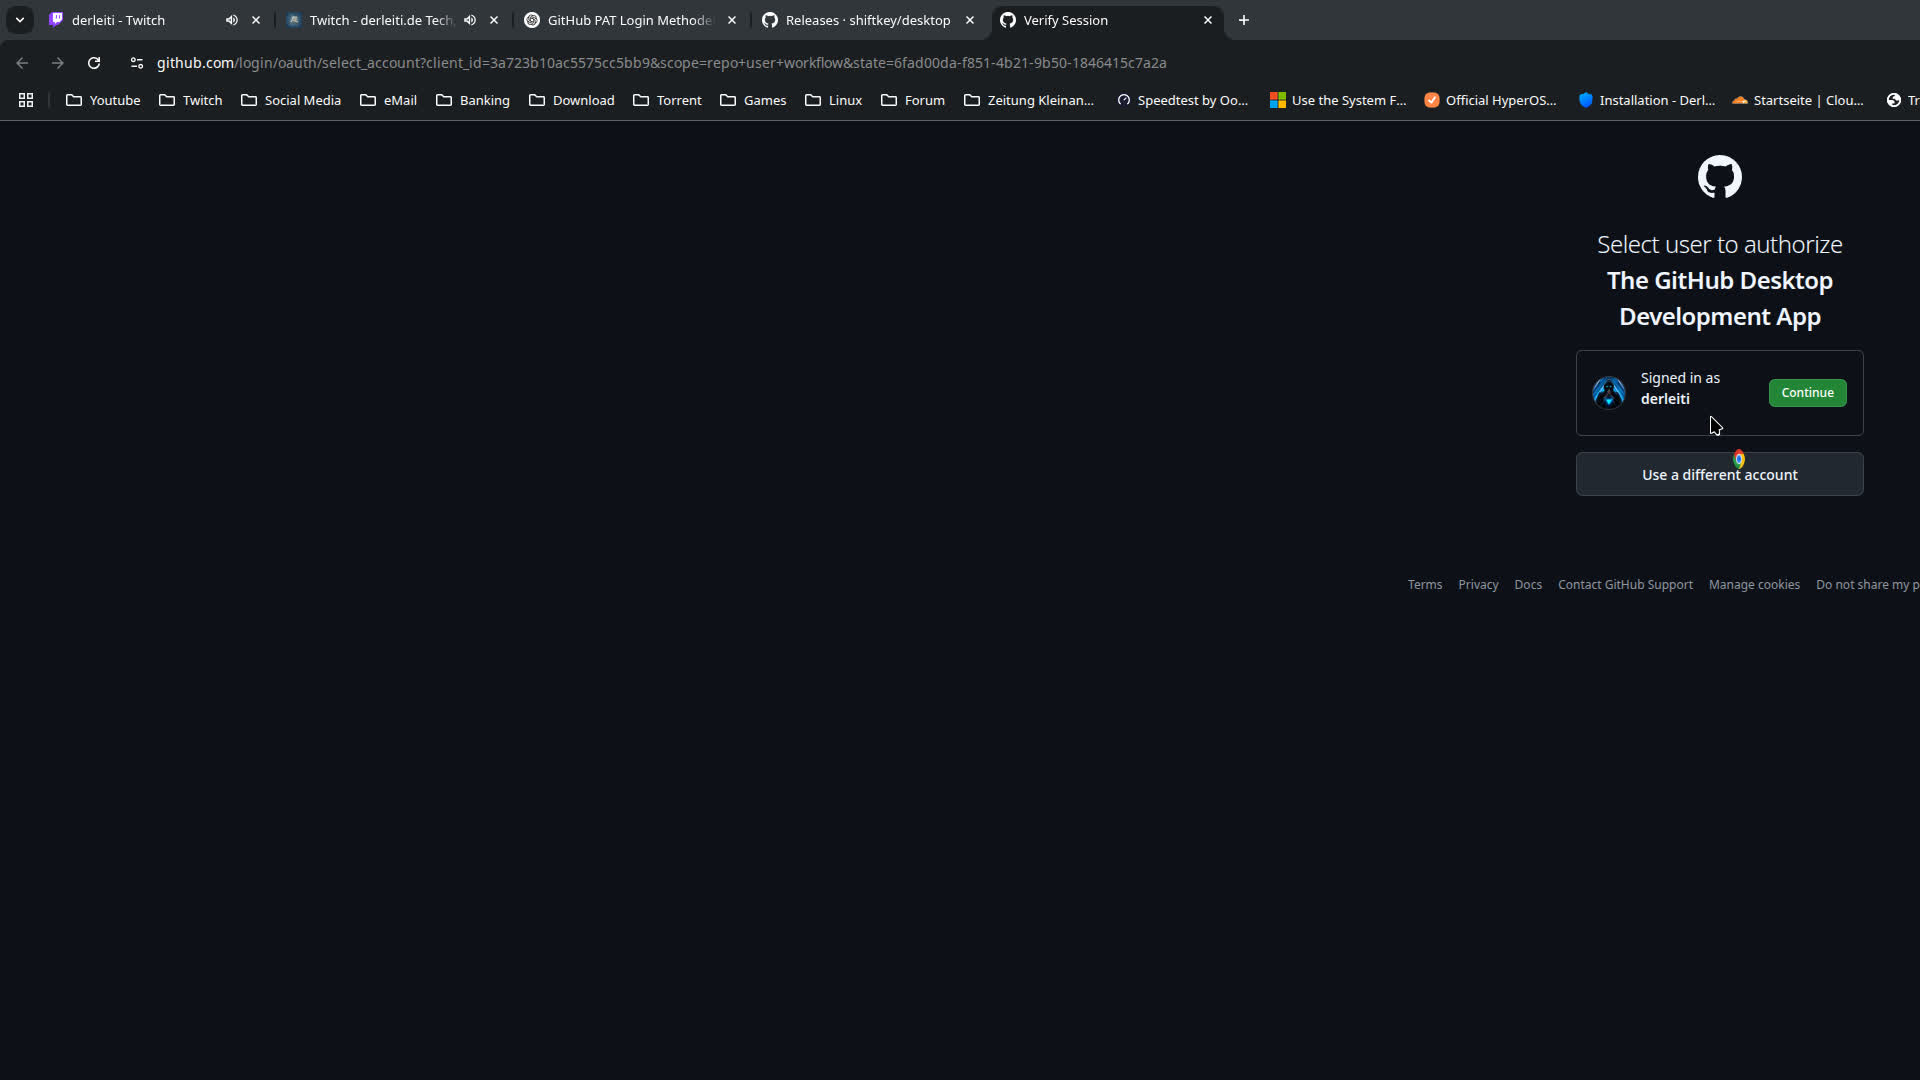 derleiti - Twitch
Twitch - derleiti.de Tech
GitHub PAT Login Methode
Releases · shiftkey/desktop
Verify Session
github.com/login/oauth/select_account?client_id=3a723b10ac5575cc5bb9&scope=repo+user+workflow&state=6fad00da-f851-4b21-9b50-1846415c7a2a
Youtube
Twitch
Social Media
eMail
Banking
Download
Torrent
Games
Linux
Forum
Zeitung Kleinan...
Speedtest by Oo...
Use the System F...
Official HyperOS...
Installation - Derl...
Startseite | Clou...
Tr
Select user to authorize
The GitHub Desktop
Development App
Signed in as
derleiti
Continue
Use a different account
Terms
Privacy
Docs
Contact GitHub Support
Manage cookies
Do not share my p